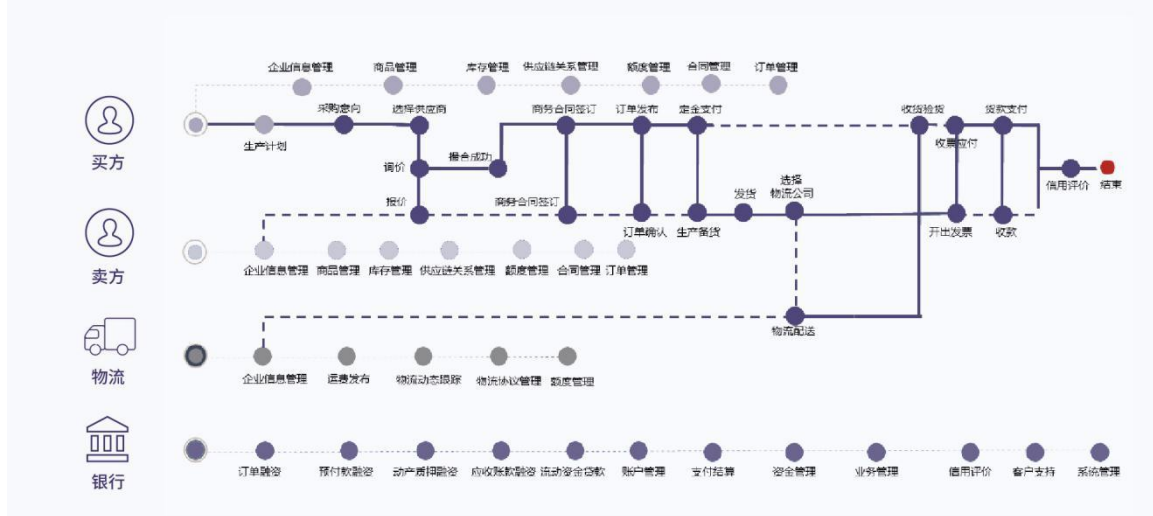 企业信息管理 商品管理 库存管理 供应链关系管理 额度管理 合同管理 订单管理
采购意向 选择供应商 商务合同签订 订单发布 定金支付 收货验货 货款支付
买方
生产计划
收票应付
询价 撮合成功
信用评价 结束
报价 商务合同签订 发货 选择
物流公司
订单确认 生产备货 开出发票 收款
卖方
企业信息管理 商品管理 库存管理 供应链关系管理 额度管理 合同管理 订单管理
物流配送
物流
企业信息管理 运费发布 物流动态跟踪 物流协议管理 额度管理
银行
订单融资 预付款融资 动产质押融资 应收账款融资 流动资金贷款 账户管理 支付结算 资金管理 业务管理 信用评价 客户支持 系统管理